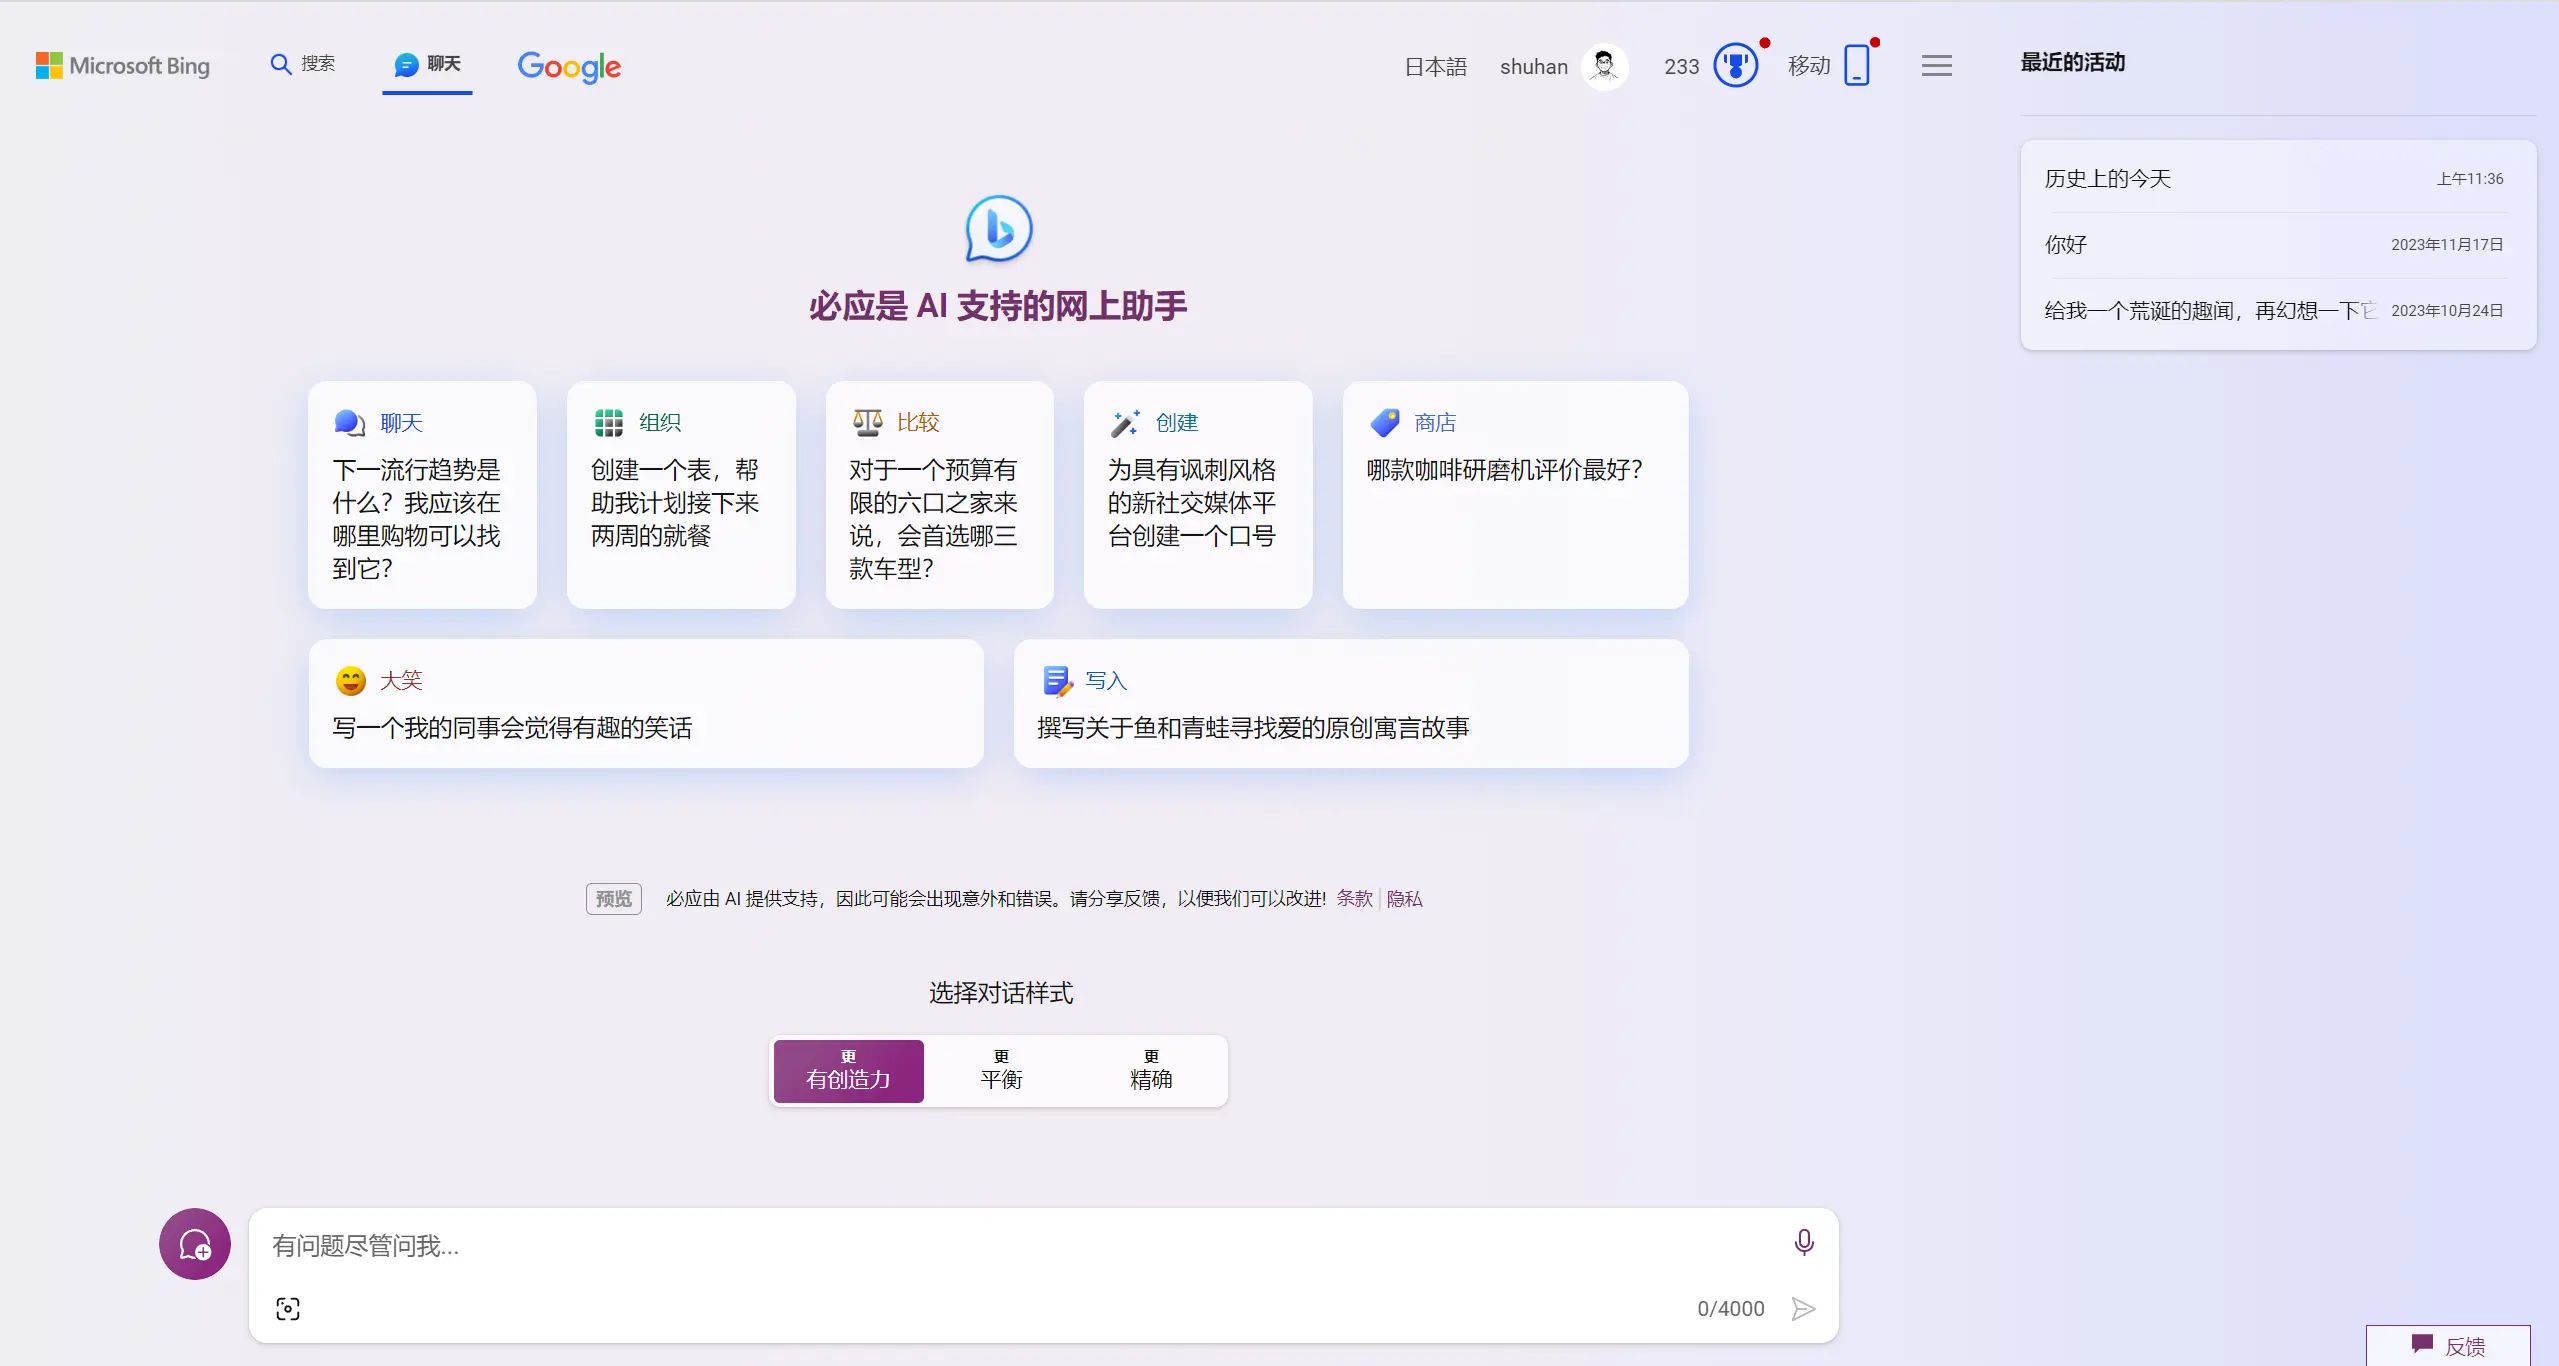 Microsoft Bing
搜索
聊天
Google
日本語
shuhan
233
移动
最近的活动
历史上的今天 上午11:36
你好 2023年11月17日
给我一个荒诞的趣闻，再幻想一下它 2023年10月24日
必应是 AI 支持的网上助手
聊天
下一流行趋势是
什么？我应该在
哪里购物可以找
到它？
组织
创建一个表，帮
助我计划接下来
两周的就餐
比较
对于一个预算有
限的六口之家来
说，会首选哪三
款车型？
创建
为具有讽刺风格
的新社交媒体平
台创建一个口号
商店
哪款咖啡研磨机评价最好？
大笑
写一个我的同事会觉得有趣的笑话
写入
撰写关于鱼和青蛙寻找爱的原创寓言故事
预览 必应由 AI 提供支持，因此可能会出现意外和错误。请分享反馈，以便我们可以改进! 条款 | 隐私
选择对话样式
更
有创造力
更
平衡
更
精确
有问题尽管问我...
0/4000
反馈